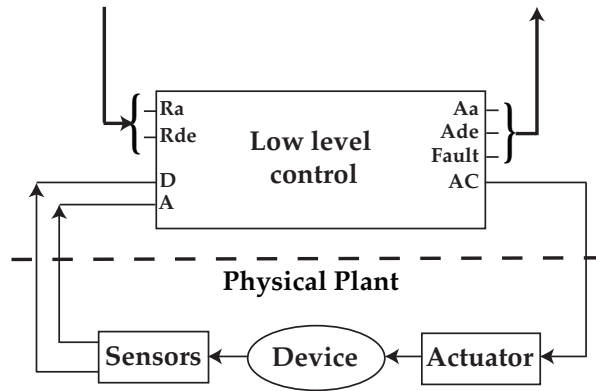 Ra
Rde
D
A
Low level
control
Aa
Ade
Fault
AC
Physical Plant
Sensors
Device
Actuator